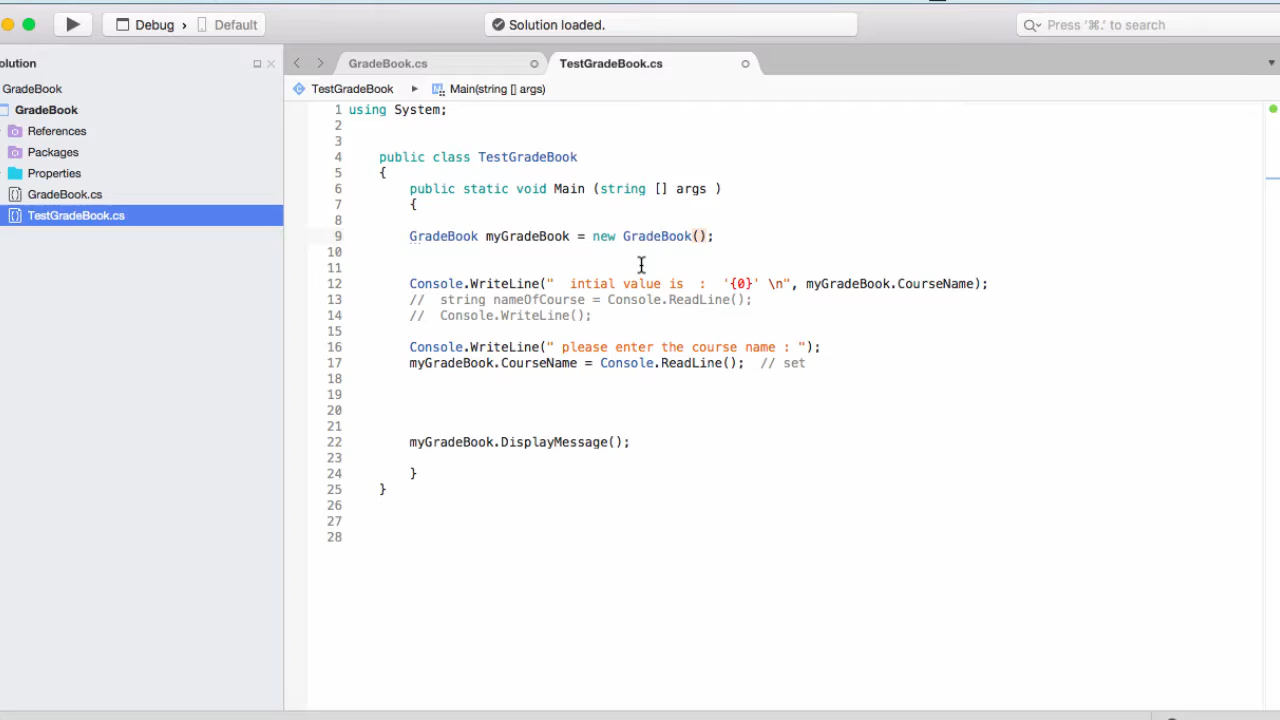 Debug › Default
Solution loaded.
Press '⌘.' to search
olution
GradeBook.cs
TestGradeBook.cs
GradeBook
TestGradeBook ▸ Main(string [] args)
GradeBook
References
Packages
Properties
GradeBook.cs
TestGradeBook.cs
1 using System;
2
3
4 public class TestGradeBook
5 {
6 public static void Main (string [] args )
7 {
8
9 GradeBook myGradeBook = new GradeBook();
10
11
12 Console.WriteLine("  intial value is  :  '{0}' \n", myGradeBook.CourseName);
13 //  string nameOfCourse = Console.ReadLine();
14 //  Console.WriteLine();
15
16 Console.WriteLine(" please enter the course name : ");
17 myGradeBook.CourseName = Console.ReadLine();  // set
18
19
20
21
22 myGradeBook.DisplayMessage();
23
24 }
25 }
26
27
28